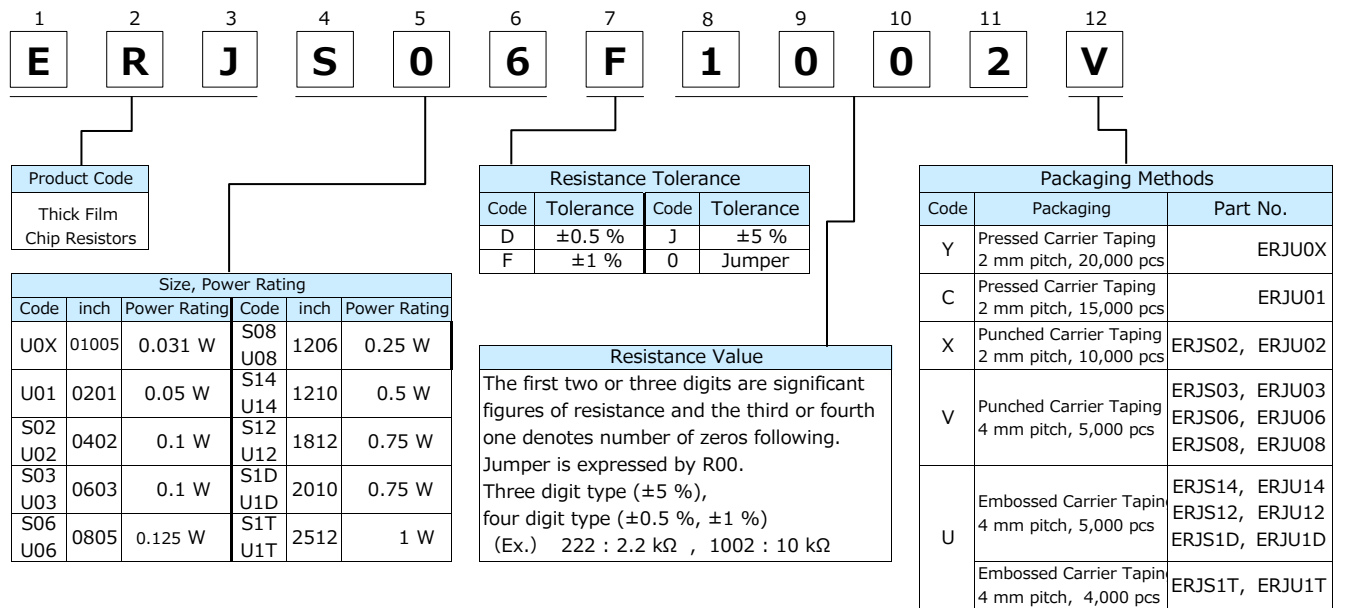 1 2 3 4 5 6 7 8 9 10 11 12
E R J S 0 6 F 1 0 0 2 V
Product Code
Thick Film
Chip Resistors
Size, Power Rating
Code inch Power Rating Code inch Power Rating
U0X 01005 0.031 W S08 U08 1206 0.25 W
U01 0201 0.05 W S14 U14 1210 0.5 W
S02 U02 0402 0.1 W S12 U12 1812 0.75 W
S03 U03 0603 0.1 W S1D U1D 2010 0.75 W
S06 U06 0805 0.125 W S1T U1T 2512 1 W
Resistance Tolerance
Code Tolerance Code Tolerance
D ±0.5 % J ±5 %
F ±1 % 0 Jumper
Resistance Value
The first two or three digits are significant
figures of resistance and the third or fourth
one denotes number of zeros following.
Jumper is expressed by R00.
Three digit type (±5 %),
four digit type (±0.5 %, ±1 %)
(Ex.) 222 : 2.2 kΩ , 1002 : 10 kΩ
Packaging Methods
Code Packaging Part No.
Y Pressed Carrier Taping
2 mm pitch, 20,000 pcs ERJU0X
C Pressed Carrier Taping
2 mm pitch, 15,000 pcs ERJU01
X Punched Carrier Taping
2 mm pitch, 10,000 pcs ERJS02, ERJU02
V Punched Carrier Taping
4 mm pitch, 5,000 pcs
ERJS03, ERJU03
ERJS06, ERJU06
ERJS08, ERJU08
U Embossed Carrier Tapin
4 mm pitch, 5,000 pcs
ERJS14, ERJU14
ERJS12, ERJU12
ERJS1D, ERJU1D
Embossed Carrier Tapin
4 mm pitch, 4,000 pcs ERJS1T, ERJU1T